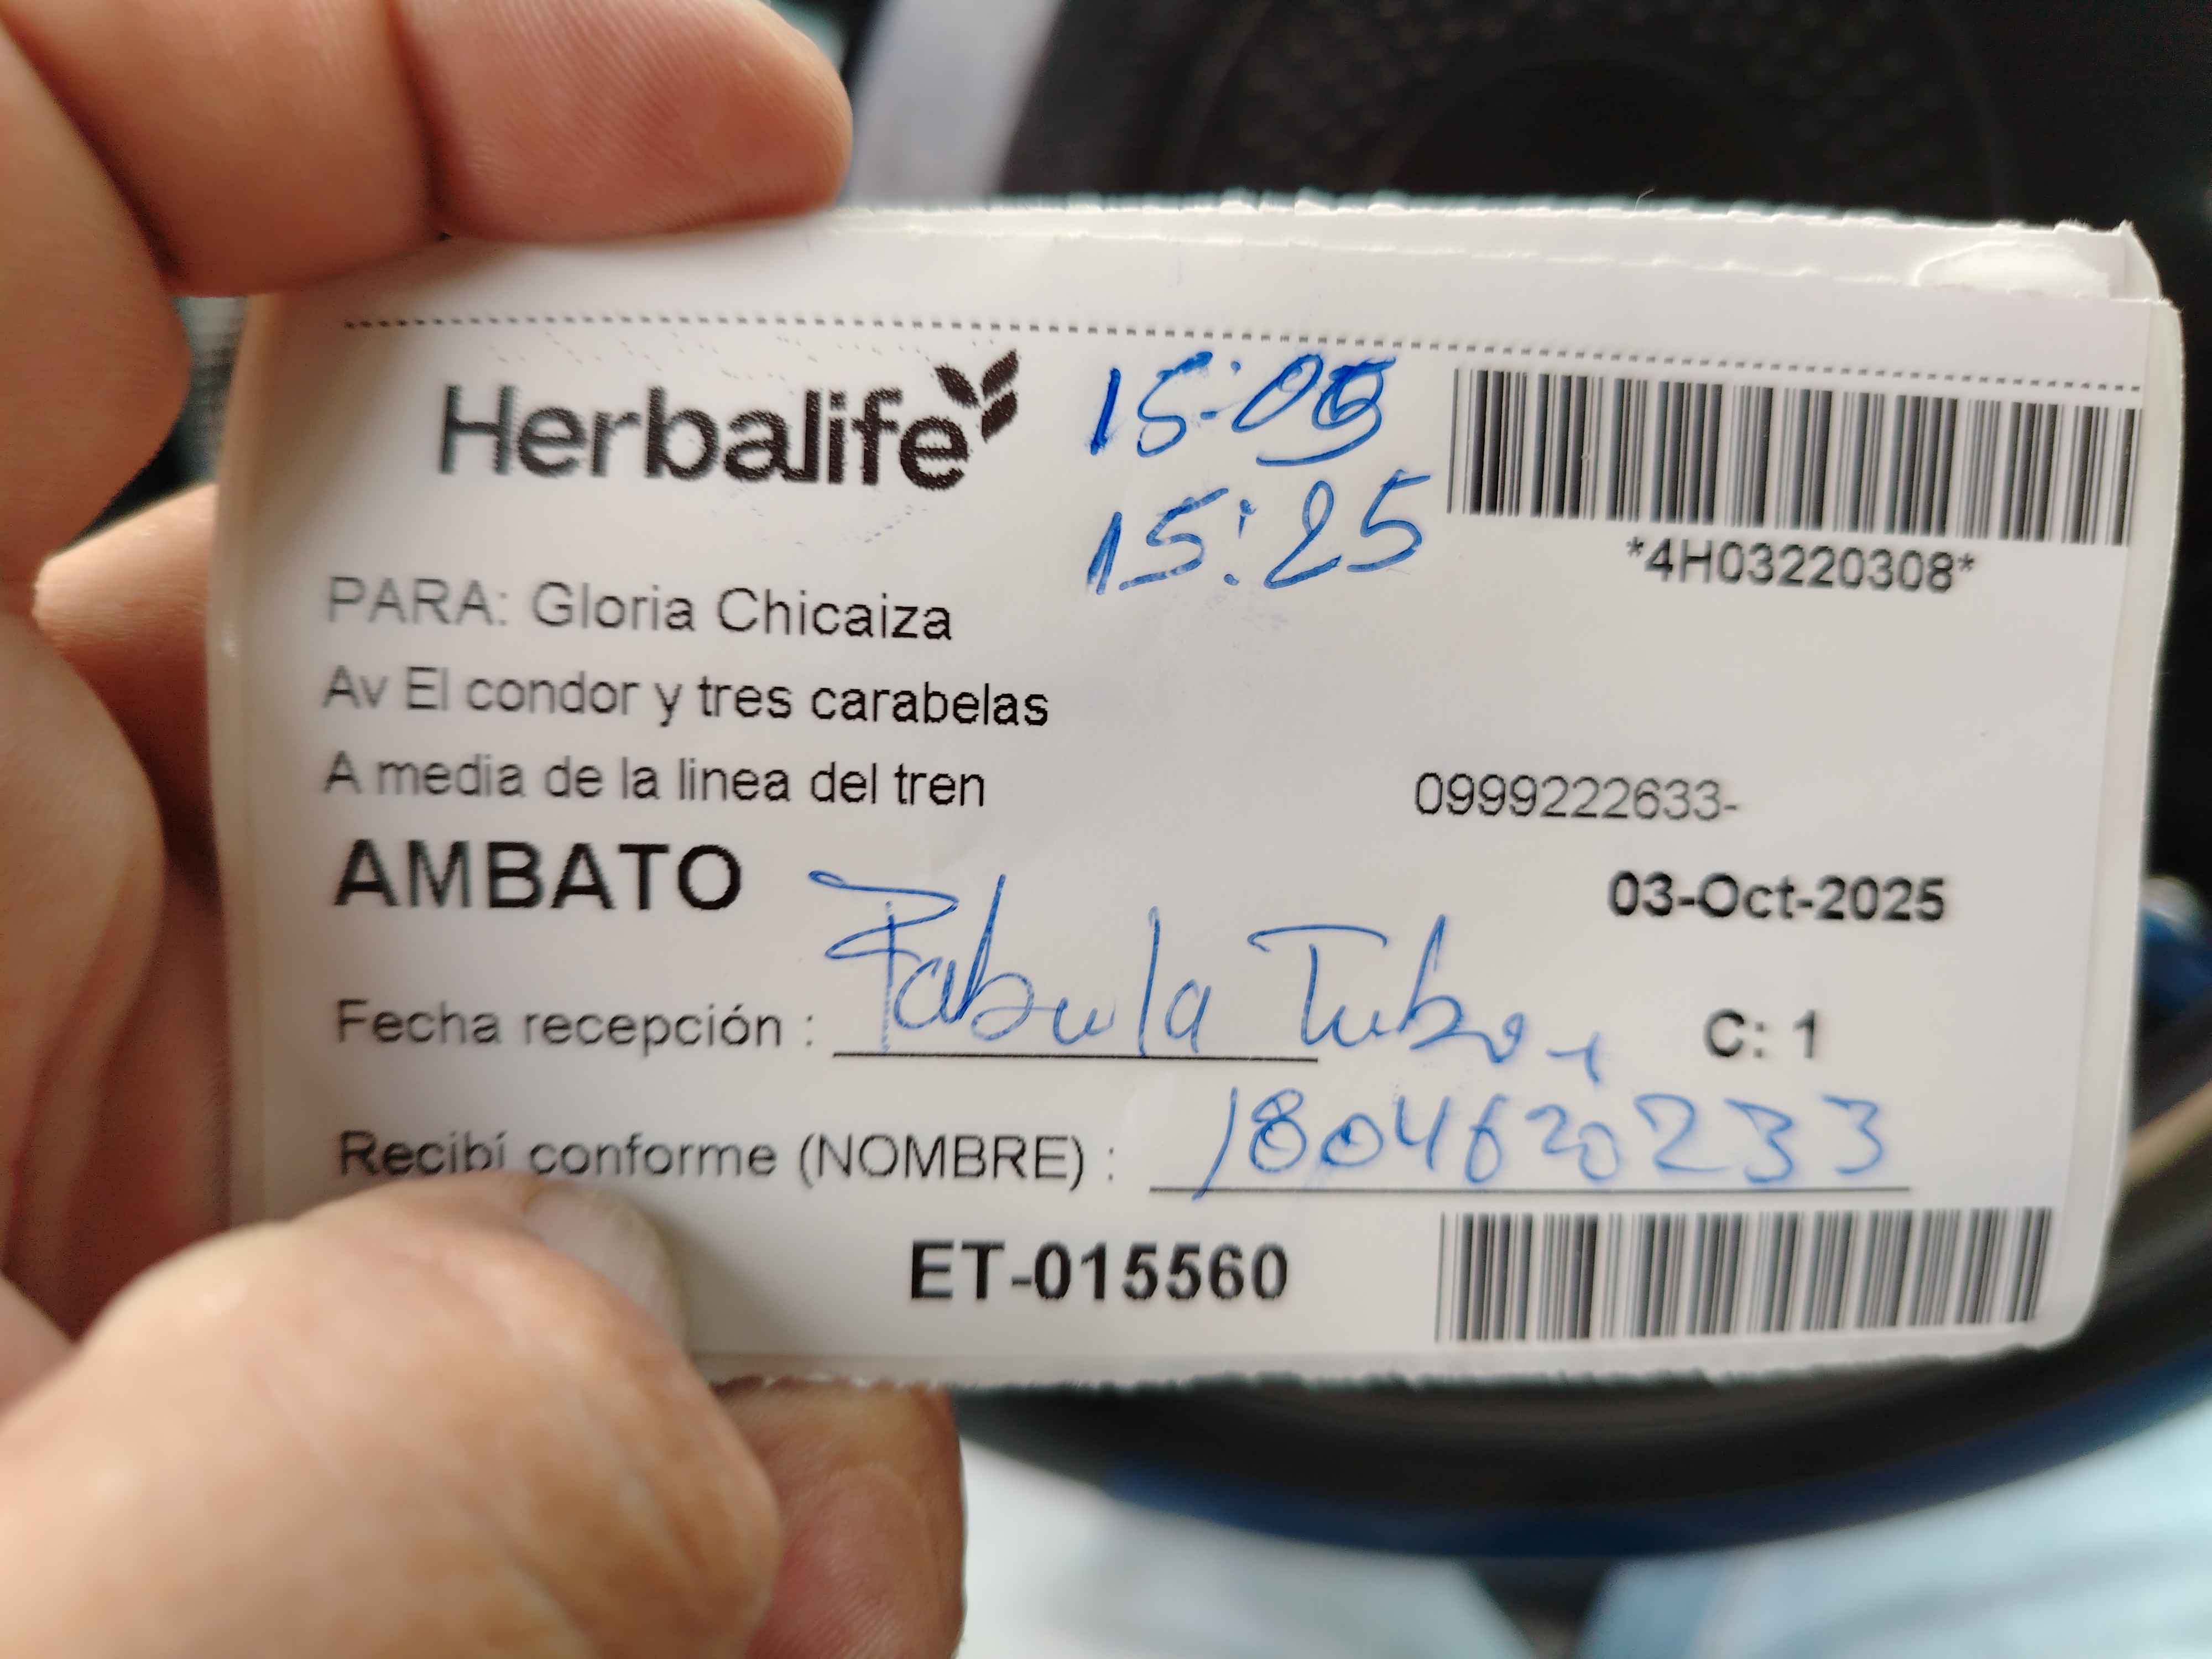 Herbalife
15:05
15:25
*4H03220308*
PARA: Gloria Chicaiza
Av El condor y tres carabelas
A media de la linea del tren
0999222633-
AMBATO
03-Oct-2025
Fecha recepción :
C: 1
Recibí conforme (NOMBRE) : 1804620233
ET-015560